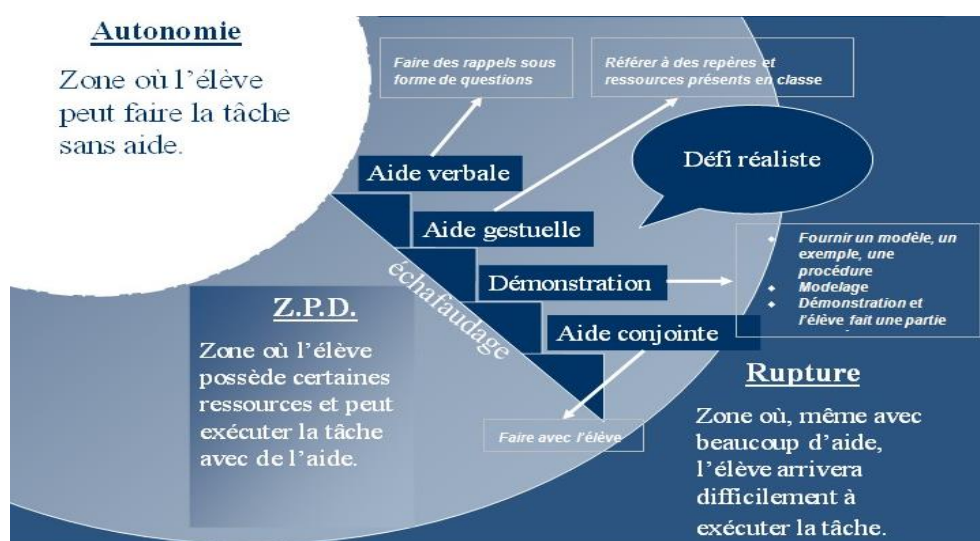 Autonomie
Zone où l'élève
peut faire la tâche
sans aide.
Faire des rappels sous
forme de questions
Référer à des repères et
ressources présents en classe
Aide verbale
Défi réaliste
Aide gestuelle
Démonstration
Fournir un modèle, un
exemple, une
procédure
Modelage
Démonstration et
l'élève fait une partie
échafaudage
Aide conjointe
Faire avec l'élève
Z.P.D.
Zone où l'élève
possède certaines
ressources et peut
exécuter la tâche
avec de l'aide.
Rupture
Zone où, même avec
beaucoup d'aide,
l'élève arrivera
difficilement à
exécuter la tâche.